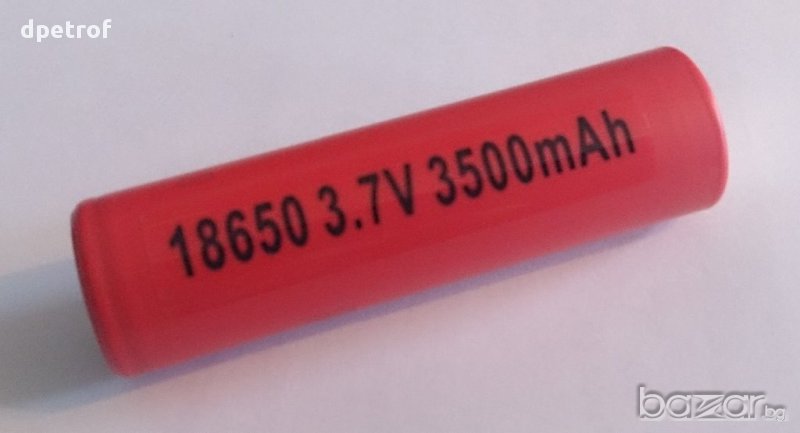 dpetrof
18650 3.7V 3500mAh
bazar.bg